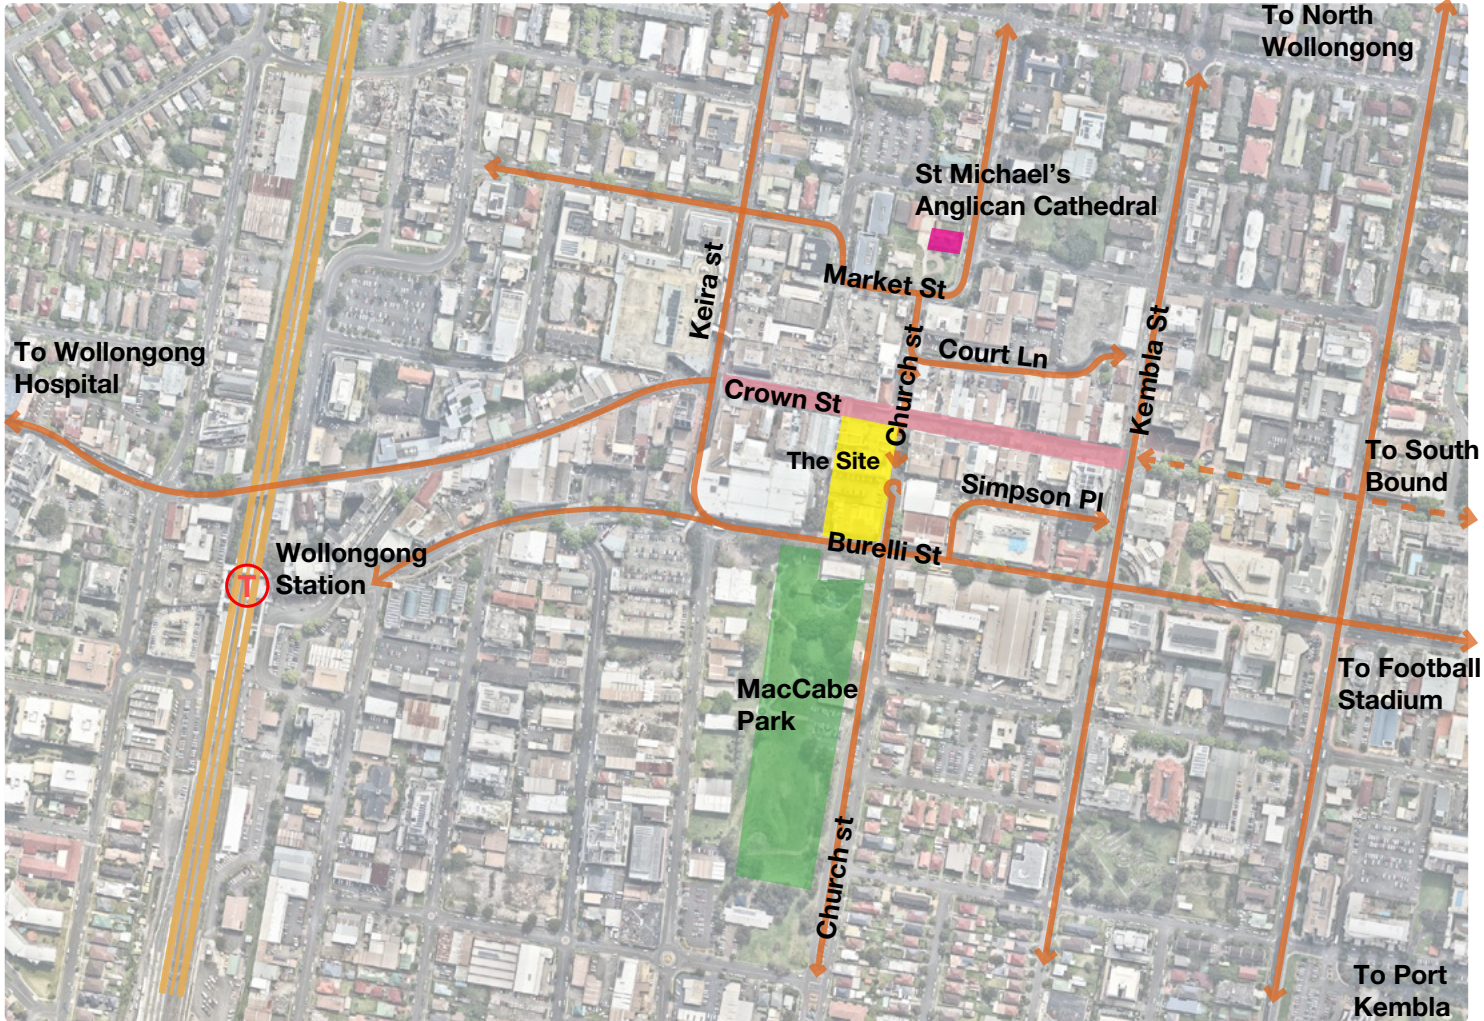 To North
Wollongong
St Michael's
Anglican Cathedral
Keira st
Market St
To Wollongong
Hospital
Church st
Court Ln
Kembla St
Crown St
The Site
To South
Bound
Simpson Pl
Burelli St
Wollongong
Station
T
To Football
Stadium
MacCabe
Park
Church st
To Port
Kembla